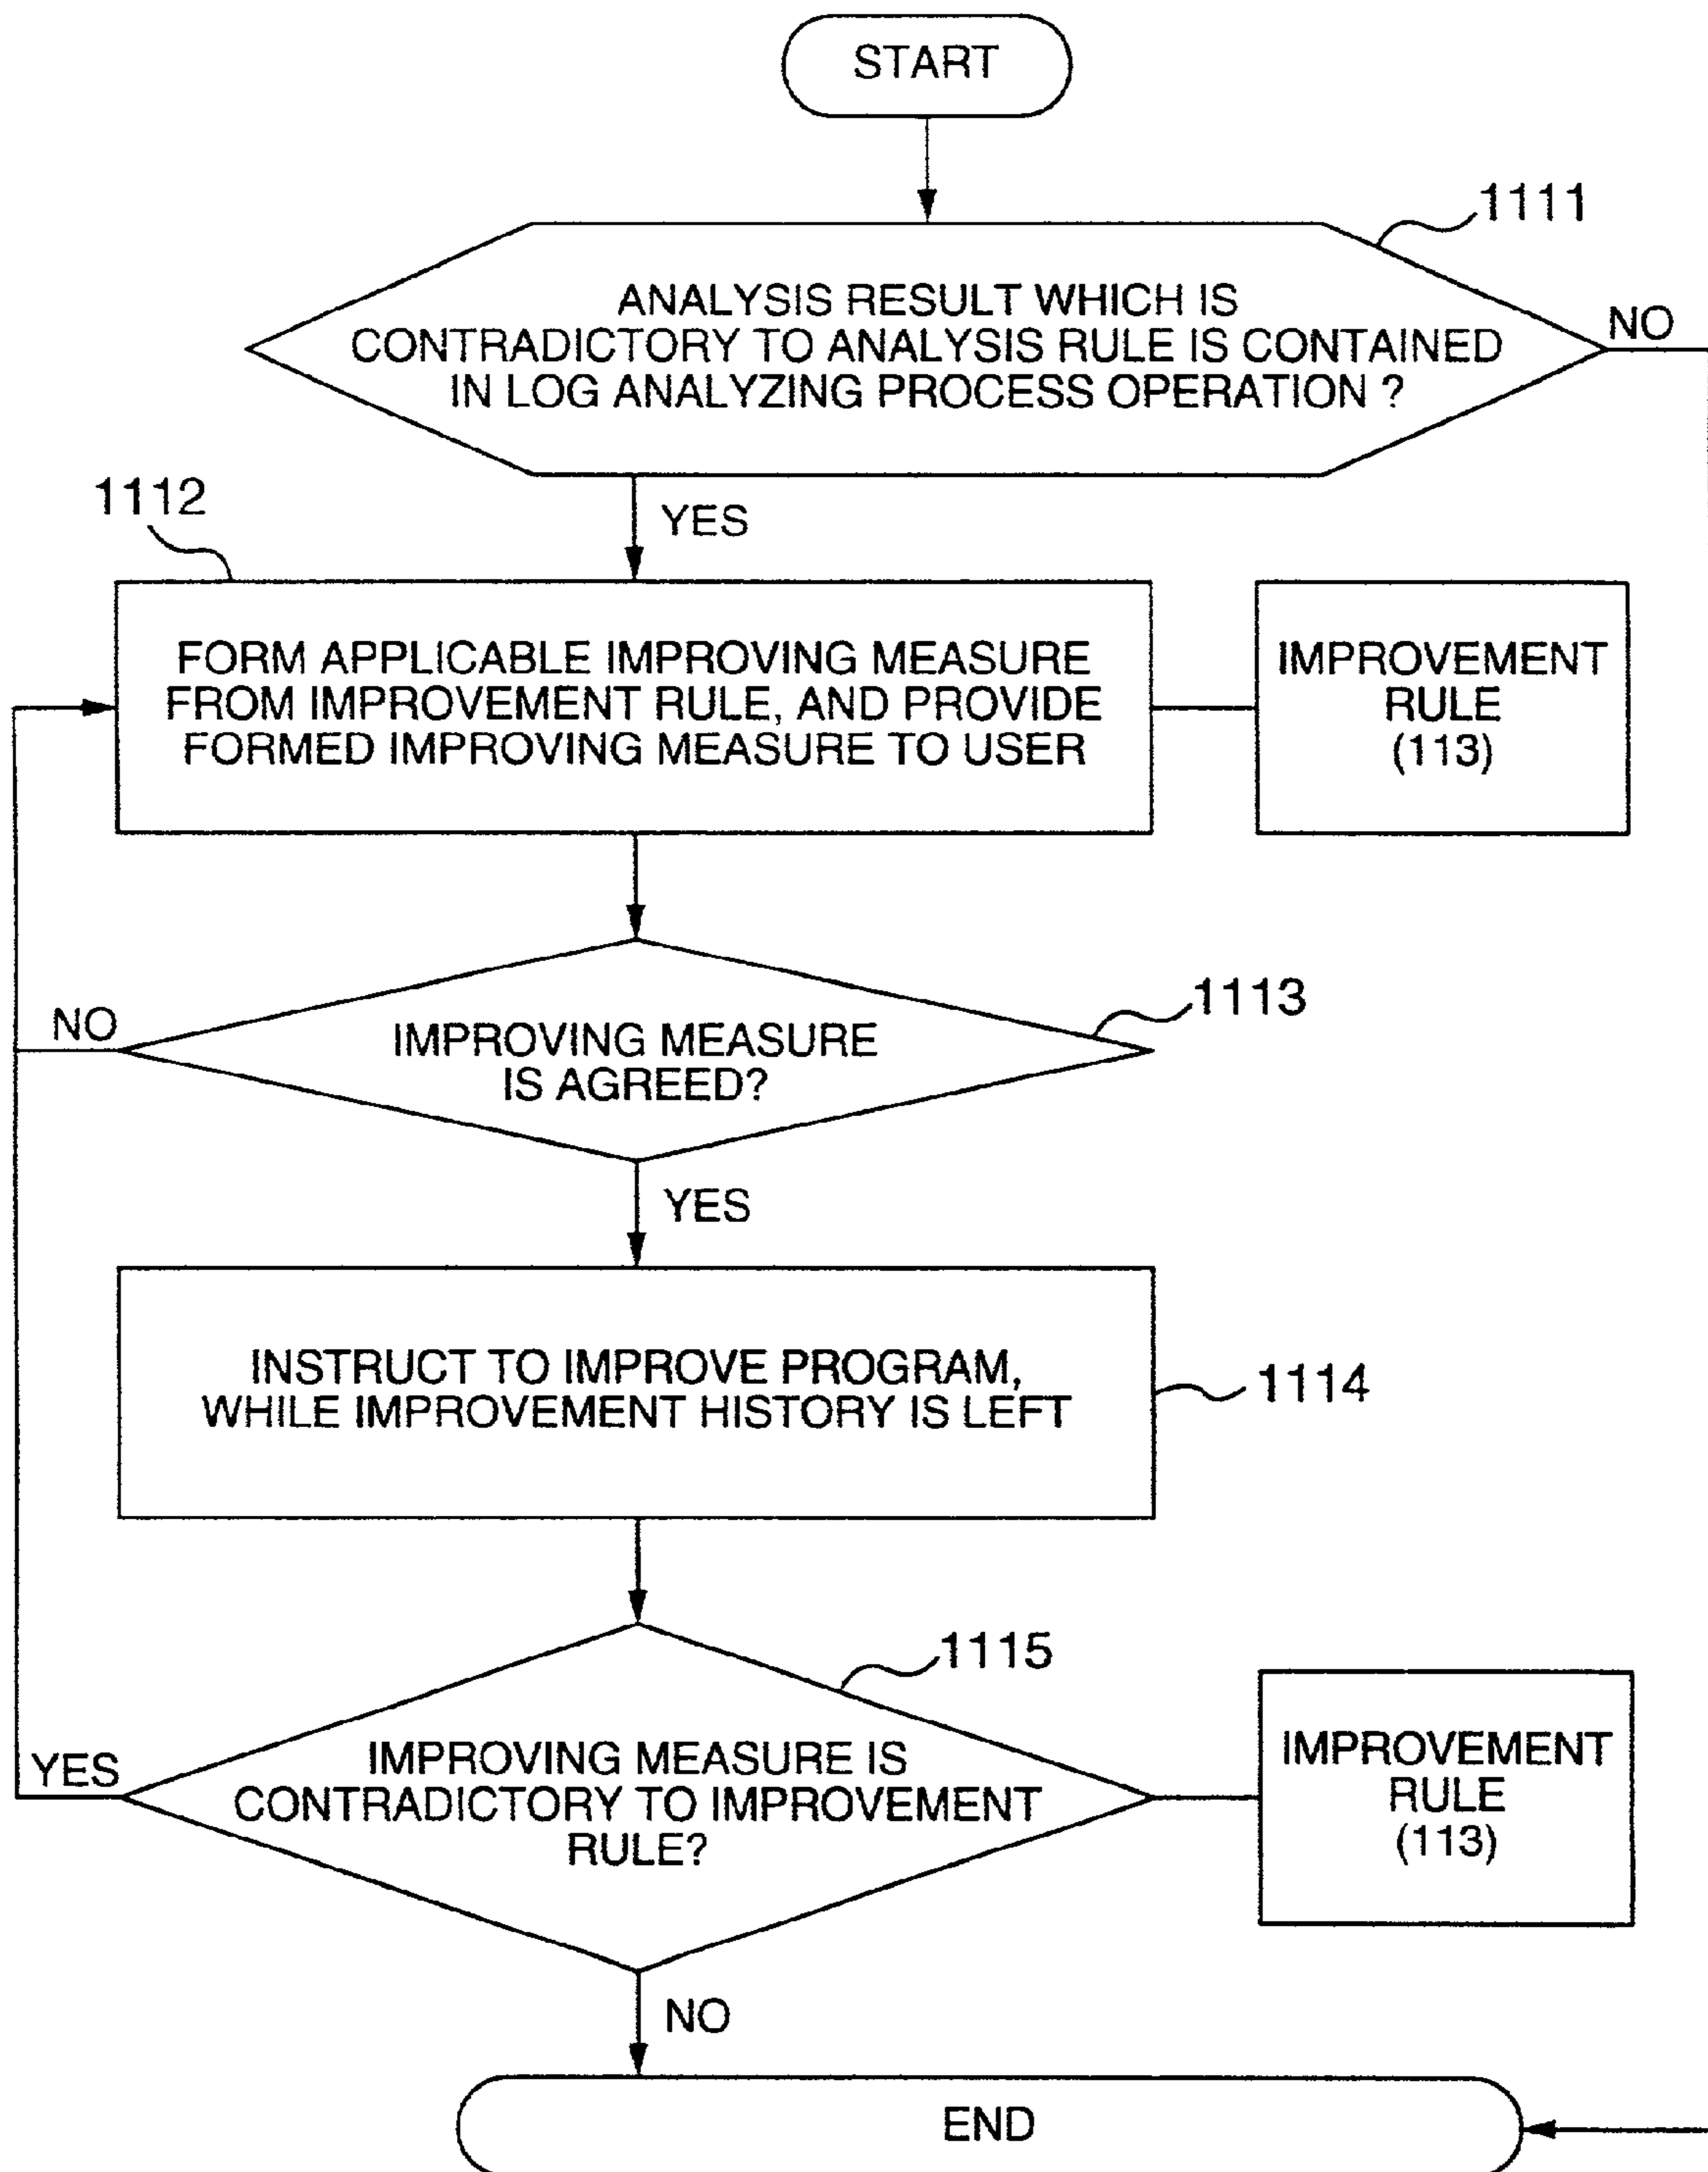 START
1111
ANALYSIS RESULT WHICH IS
CONTRADICTORY TO ANALYSIS RULE IS CONTAINED
IN LOG ANALYZING PROCESS OPERATION ?
NO
YES
1112
FORM APPLICABLE IMPROVING MEASURE
FROM IMPROVEMENT RULE, AND PROVIDE
FORMED IMPROVING MEASURE TO USER
IMPROVEMENT
RULE
(113)
1113
NO
IMPROVING MEASURE
IS AGREED?
YES
INSTRUCT TO IMPROVE PROGRAM,
WHILE IMPROVEMENT HISTORY IS LEFT
1114
1115
YES
IMPROVING MEASURE IS
CONTRADICTORY TO IMPROVEMENT
RULE?
IMPROVEMENT
RULE
(113)
NO
END